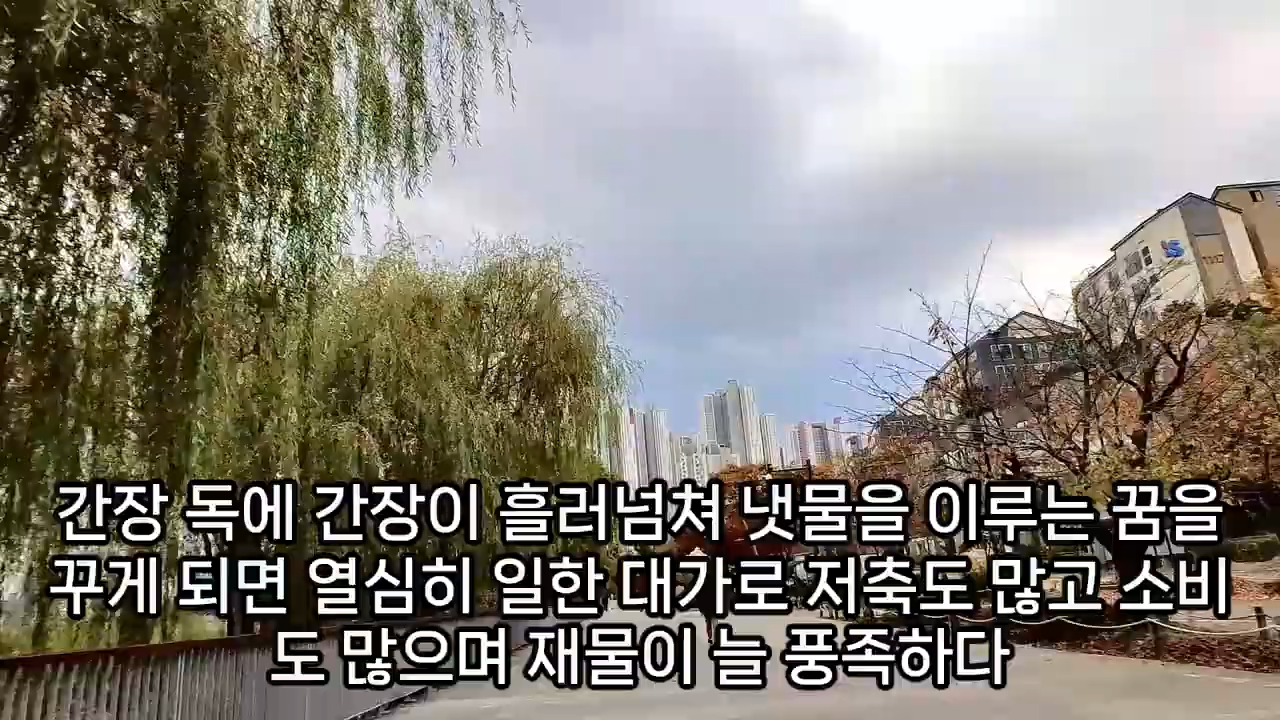 간장 독에 간장이 흘러넘쳐 냇물을 이루는 꿈을
꾸게 되면 열심히 일한 대가로 저축도 많고 소비
도 많으며 재물이 늘 풍족하다